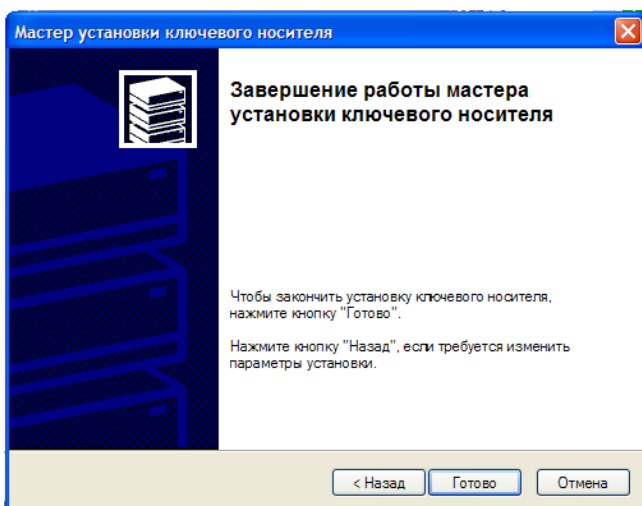 Мастер установки ключевого носителя
Завершение работы мастера
установки ключевого носителя
Чтобы закончить установку ключевого носителя,
нажмите кнопку "Готово".
Нажмите кнопку "Назад", если требуется изменить
параметры установки.
< Назад Готово Отмена